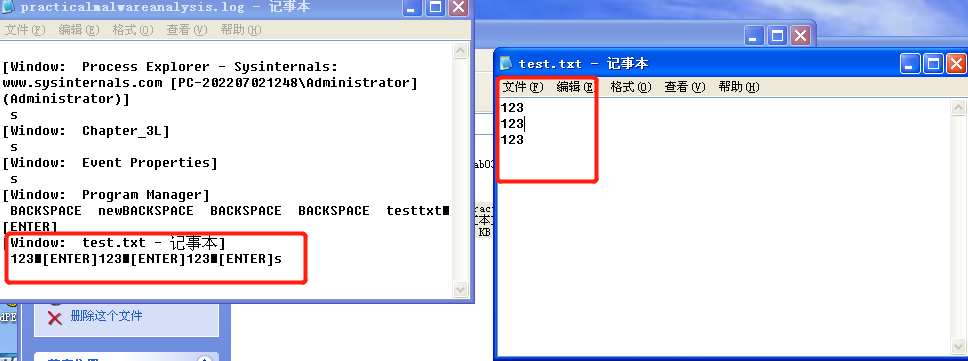 practicalmalwareanalysis.log - 记事本
文件(F) 编辑(E) 格式(O) 查看(V) 帮助(H)
[Window: Process Explorer - Sysinternals:
www.sysinternals.com [PC-202207021248\Administrator]
(Administrator)]
s
[Window: Chapter_3L]
s
[Window: Event Properties]
s
[Window: Program Manager]
BACKSPACE newBACKSPACE BACKSPACE BACKSPACE testtxt■
[ENTER]
[Window: test.txt - 记事本]
123■[ENTER]123■[ENTER]123■[ENTER]s
删除这个文件
test.txt - 记事本
文件(F) 编辑(E) 格式(O) 查看(V) 帮助(H)
123
123
123
KB